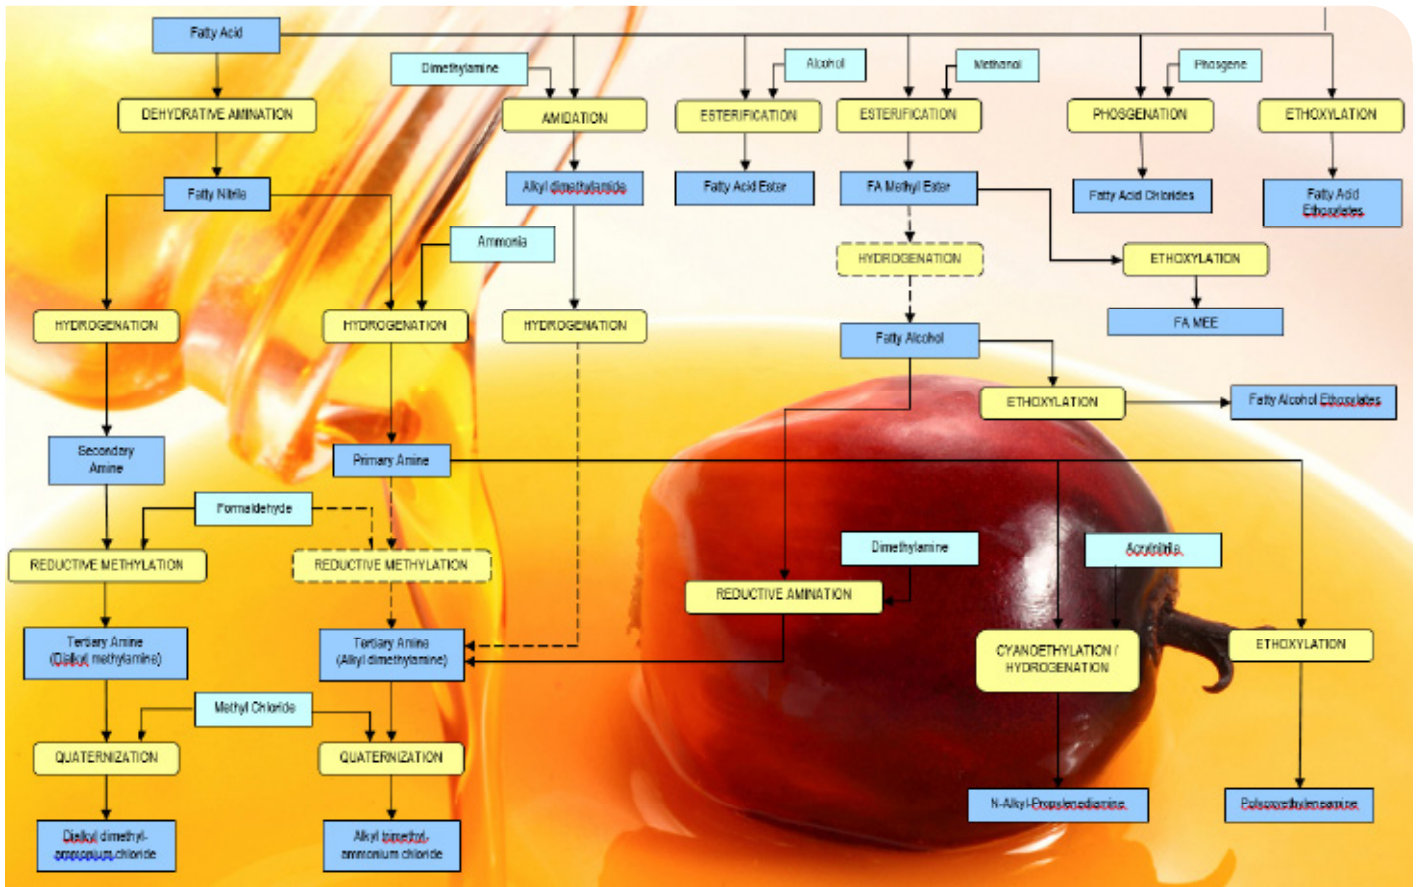 Fatty Acid
Dimethylamine
Alcohol
Methanol
Phosgene
DEHYDRATIVE AMINATION
AMIDATION
ESTERIFICATION
ESTERIFICATION
PHOSGENATION
ETHOXYLATION
Fatty Nitrile
Alkyl dimethylamide
Fatty Acid Ester
FA Methyl Ester
Fatty Acid Chlorides
Fatty Acid
Ethoxylates
Ammonia
HYDROGENATION
ETHOXYLATION
HYDROGENATION
HYDROGENATION
HYDROGENATION
FA MEE
Fatty Alcohol
ETHOXYLATION
Fatty Alcohol Ethoxylates
Secondary
Amine
Primary Amine
Formaldehyde
Dimethylamine
REDUCTIVE METHYLATION
REDUCTIVE METHYLATION
REDUCTIVE AMINATION
Tertiary Amine
(Dialkyl methylamine)
Tertiary Amine
(Alkyl dimethylamine)
CYANOETHYLATION /
HYDROGENATION
ETHOXYLATION
Methyl Chloride
QUATERNIZATION
QUATERNIZATION
Dialkyl dimethyl-
ammonium chloride
Alkyl trimethyl-
ammonium chloride